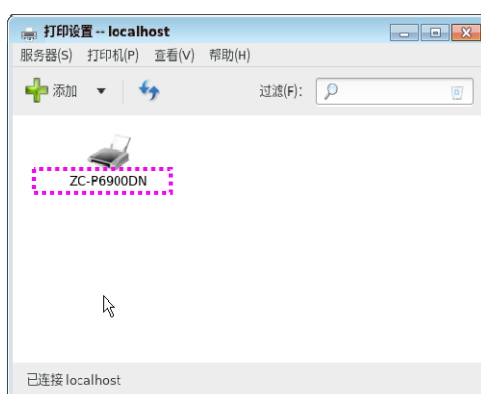 打印设置 -- localhost
服务器(S) 打印机(P) 查看(V) 帮助(H)
添加 过滤(F):
ZC-P6900DN
已连接 localhost